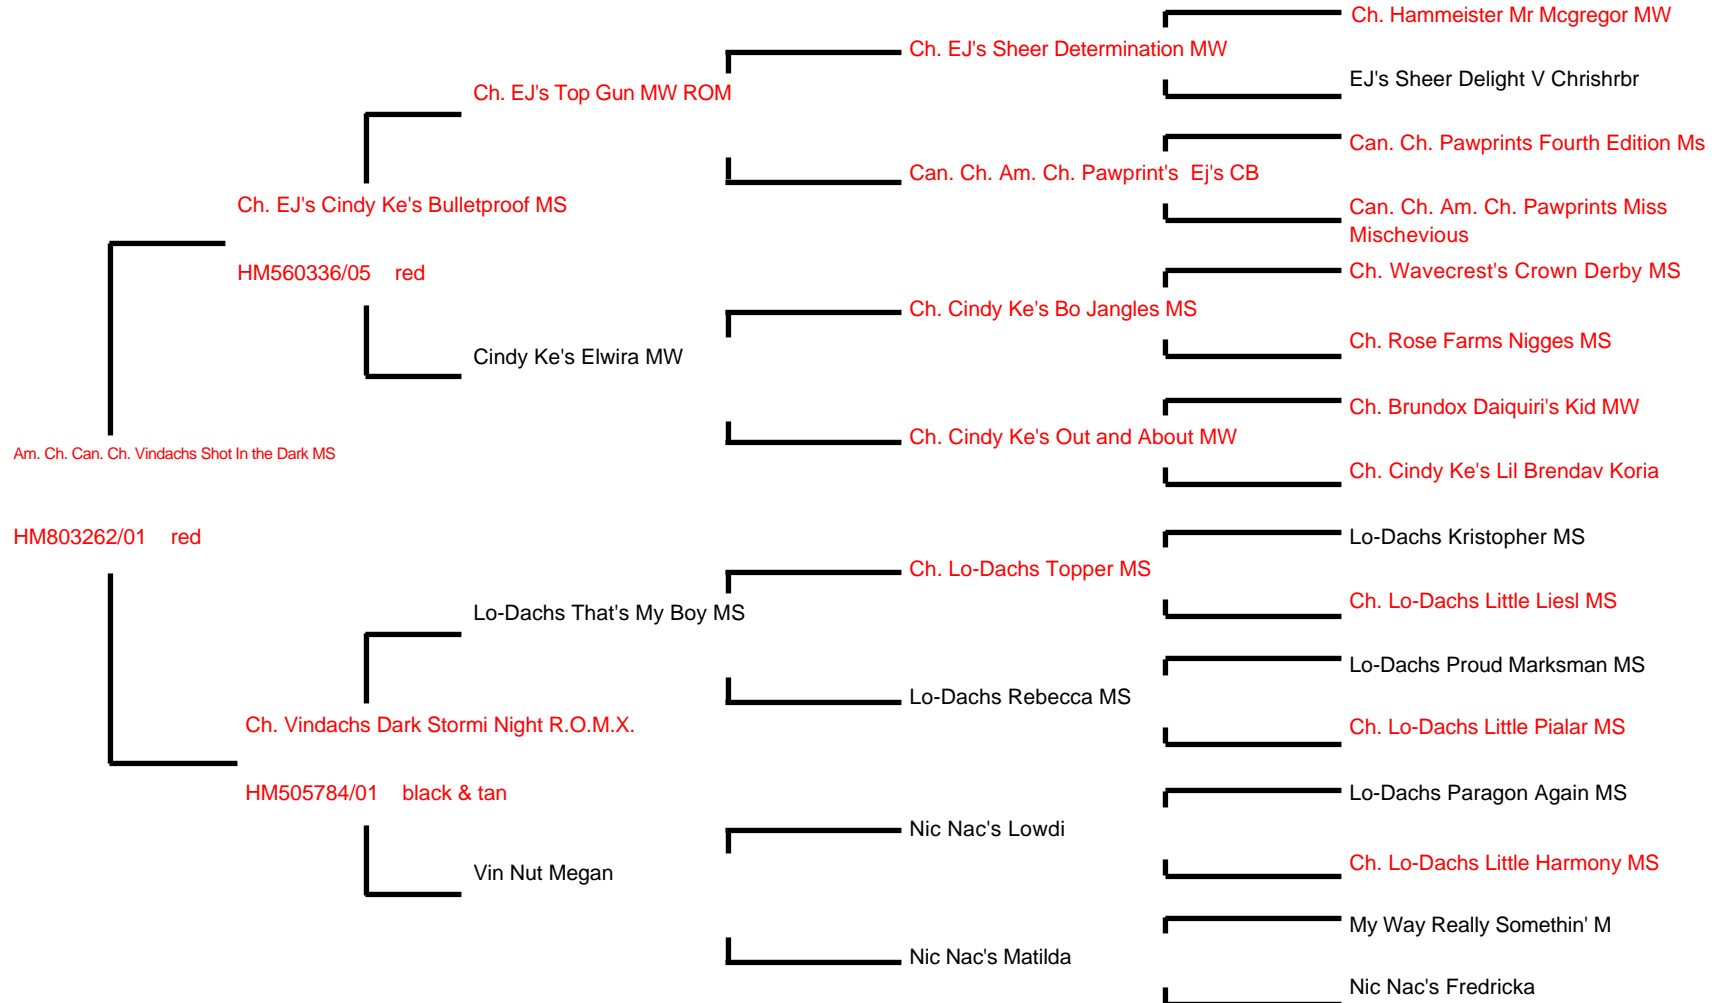 Ch. Hammeister Mr Mcgregor MW
Ch. EJ's Sheer Determination MW
EJ's Sheer Delight V Chrishrbr
Ch. EJ's Top Gun MW ROM
Can. Ch. Pawprints Fourth Edition Ms
Can. Ch. Am. Ch. Pawprint's Ej's CB
Can. Ch. Am. Ch. Pawprints Miss
Mischevious
Ch. EJ's Cindy Ke's Bulletproof MS
HM560336/05 red
Ch. Wavecrest's Crown Derby MS
Ch. Cindy Ke's Bo Jangles MS
Ch. Rose Farms Nigges MS
Cindy Ke's Elwira MW
Ch. Brundox Daiquiri's Kid MW
Ch. Cindy Ke's Out and About MW
Ch. Cindy Ke's Lil Brendav Koria
Am. Ch. Can. Ch. Vindachs Shot In the Dark MS
HM803262/01 red
Lo-Dachs Kristopher MS
Ch. Lo-Dachs Topper MS
Ch. Lo-Dachs Little Liesl MS
Lo-Dachs That's My Boy MS
Lo-Dachs Proud Marksman MS
Lo-Dachs Rebecca MS
Ch. Lo-Dachs Little Pialar MS
Ch. Vindachs Dark Stormi Night R.O.M.X.
HM505784/01 black & tan
Lo-Dachs Paragon Again MS
Nic Nac's Lowdi
Ch. Lo-Dachs Little Harmony MS
Vin Nut Megan
My Way Really Somethin' M
Nic Nac's Matilda
Nic Nac's Fredricka